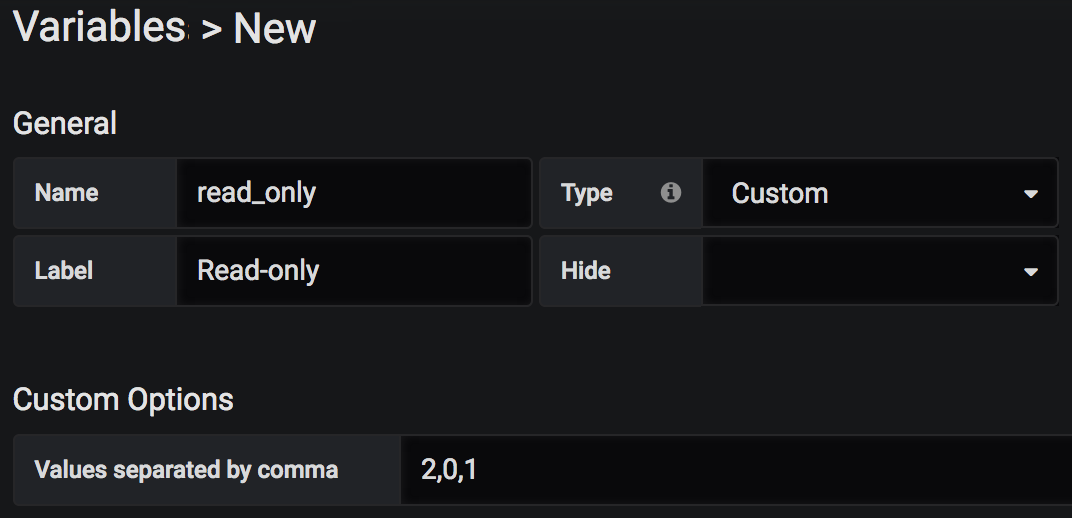 Variables > New
General
Name read_only Type Custom
Label Read-only Hide
Custom Options
Values separated by comma 2,0,1